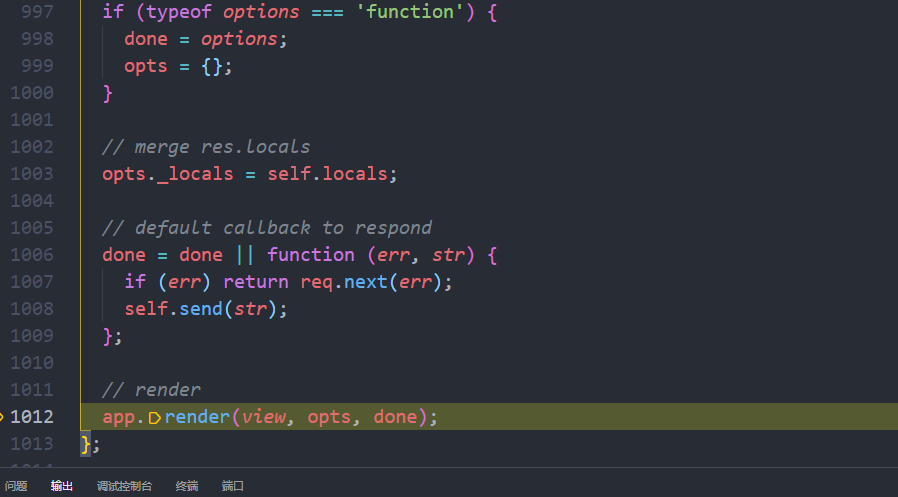 997 if (typeof options === 'function') {
998 done = options;
999 opts = {};
1000 }
1001
1002 // merge res.locals
1003 opts._locals = self.locals;
1004
1005 // default callback to respond
1006 done = done || function (err, str) {
1007 if (err) return req.next(err);
1008 self.send(str);
1009 };
1010
1011 // render
1012 app.render(view, opts, done);
1013 };
问题 输出 调试控制台 终端 端口